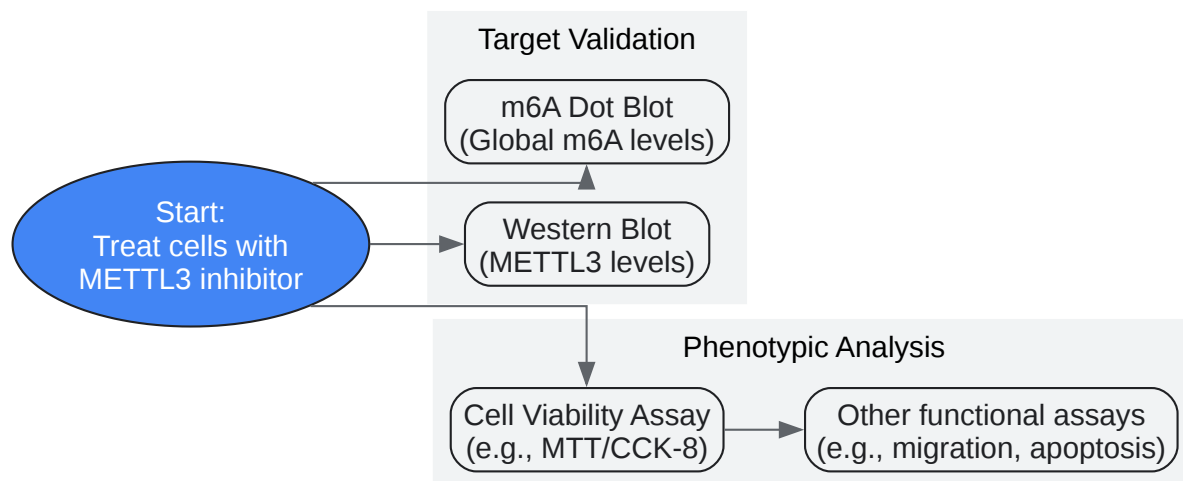 Target Validation
m6A Dot Blot
(Global m6A levels)
Start:
Treat cells with
METTL3 inhibitor
Western Blot
(METTL3 levels)
Phenotypic Analysis
Cell Viability Assay
(e.g., MTT/CCK-8)
Other functional assays
(e.g., migration, apoptosis)